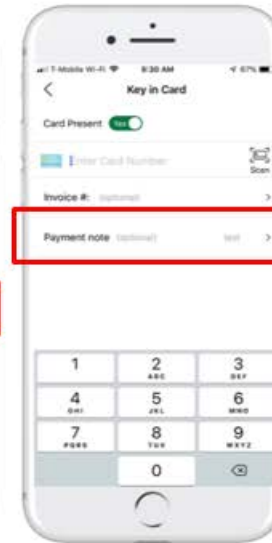 T-Mobile Wi-Fi 9:30 AM 67%
Key in Card
Card Present Yes
Enter Card Number
Scan
Invoice #: (optional)
Payment note (optional) text
1 2 3
ABC DEF
4 5 6
GHI JKL MNO
7 8 9
PQRS TUV WXYZ
0